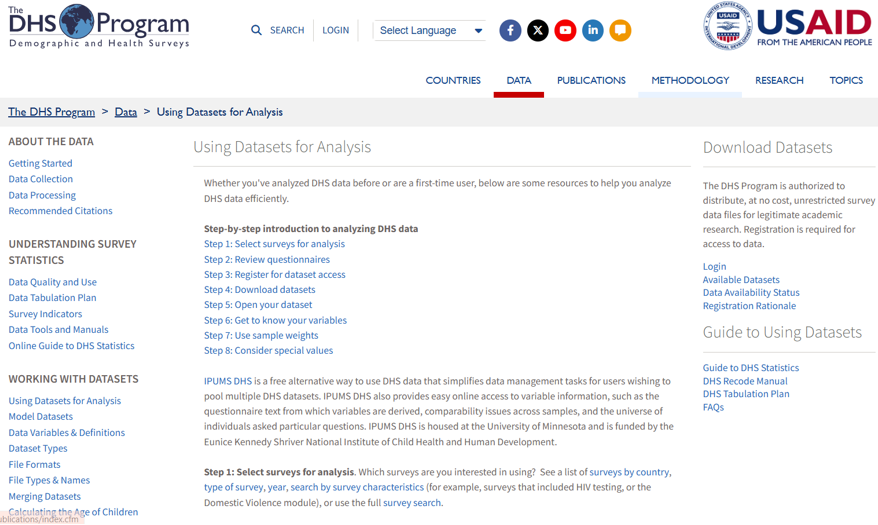 The
DHS Program
Demographic and Health Surveys
SEARCH
LOGIN
Select Language
USAID
FROM THE AMERICAN PEOPLE
COUNTRIES
DATA
PUBLICATIONS
METHODOLOGY
RESEARCH
TOPICS
The DHS Program > Data > Using Datasets for Analysis
ABOUT THE DATA
Getting Started
Data Collection
Data Processing
Recommended Citations
UNDERSTANDING SURVEY
STATISTICS
Data Quality and Use
Data Tabulation Plan
Survey Indicators
Data Tools and Manuals
Online Guide to DHS Statistics
WORKING WITH DATASETS
Using Datasets for Analysis
Model Datasets
Data Variables & Definitions
Dataset Types
File Formats
File Types & Names
Merging Datasets
Calculating the Age of Children
ublications/index.cfm
Using Datasets for Analysis
Whether you've analyzed DHS data before or are a first-time user, below are some resources to help you analyze
DHS data efficiently.
Step-by-step introduction to analyzing DHS data
Step 1: Select surveys for analysis
Step 2: Review questionnaires
Step 3: Register for dataset access
Step 4: Download datasets
Step 5: Open your dataset
Step 6: Get to know your variables
Step 7: Use sample weights
Step 8: Consider special values
IPUMS DHS is a free alternative way to use DHS data that simplifies data management tasks for users wishing to
pool multiple DHS datasets. IPUMS DHS also provides easy online access to variable information, such as the
questionnaire text from which variables are derived, comparability issues across samples, and the universe of
individuals asked particular questions. IPUMS DHS is housed at the University of Minnesota and is funded by the
Eunice Kennedy Shriver National Institute of Child Health and Human Development.
Step 1: Select surveys for analysis. Which surveys are you interested in using? See a list of surveys by country,
type of survey, year, search by survey characteristics (for example, surveys that included HIV testing, or the
Domestic Violence module), or use the full survey search.
Download Datasets
The DHS Program is authorized to
distribute, at no cost, unrestricted survey
data files for legitimate academic
research. Registration is required for
access to data.
Login
Available Datasets
Data Availability Status
Registration Rationale
Guide to Using Datasets
Guide to DHS Statistics
DHS Recode Manual
DHS Tabulation Plan
FAQs